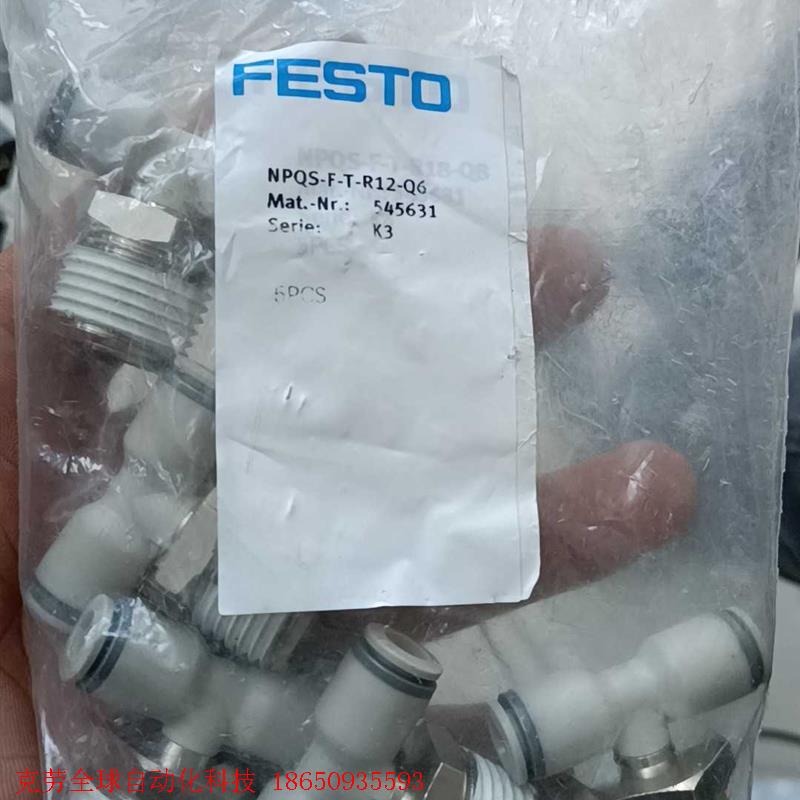 FESTO
NPQS-F-T-R12-Q6
Mat.-Nr.: 545631
Serie: K3
5PCS
克劳全球自动化科技 18650935593